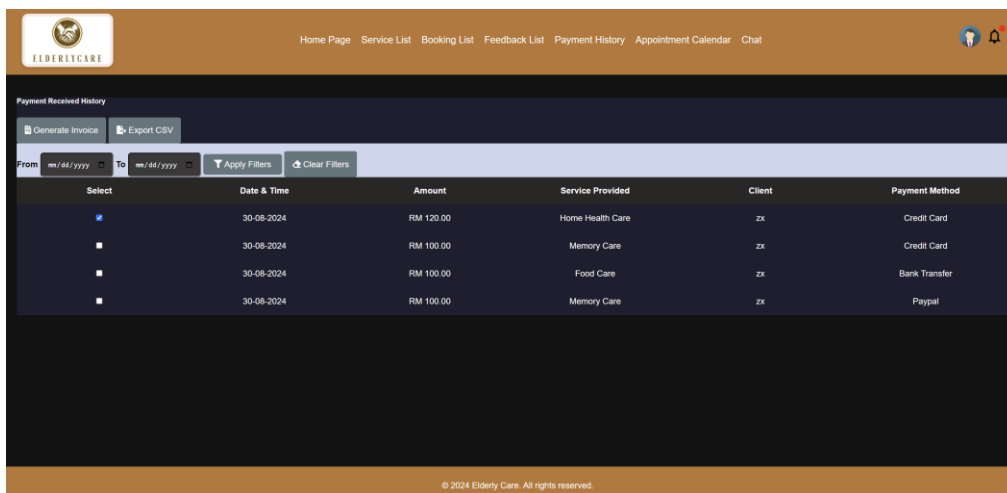 ELDERLYCARE
Home Page Service List Booking List Feedback List Payment History Appointment Calendar Chat
Payment Received History
Generate Invoice Export CSV
From mm/dd/yyyy To mm/dd/yyyy Apply Filters Clear Filters
Select Date & Time Amount Service Provided Client Payment Method
30-08-2024 RM 120.00 Home Health Care zx Credit Card
30-08-2024 RM 100.00 Memory Care zx Credit Card
30-08-2024 RM 100.00 Food Care zx Bank Transfer
30-08-2024 RM 100.00 Memory Care zx Paypal
© 2024 Elderly Care. All rights reserved.